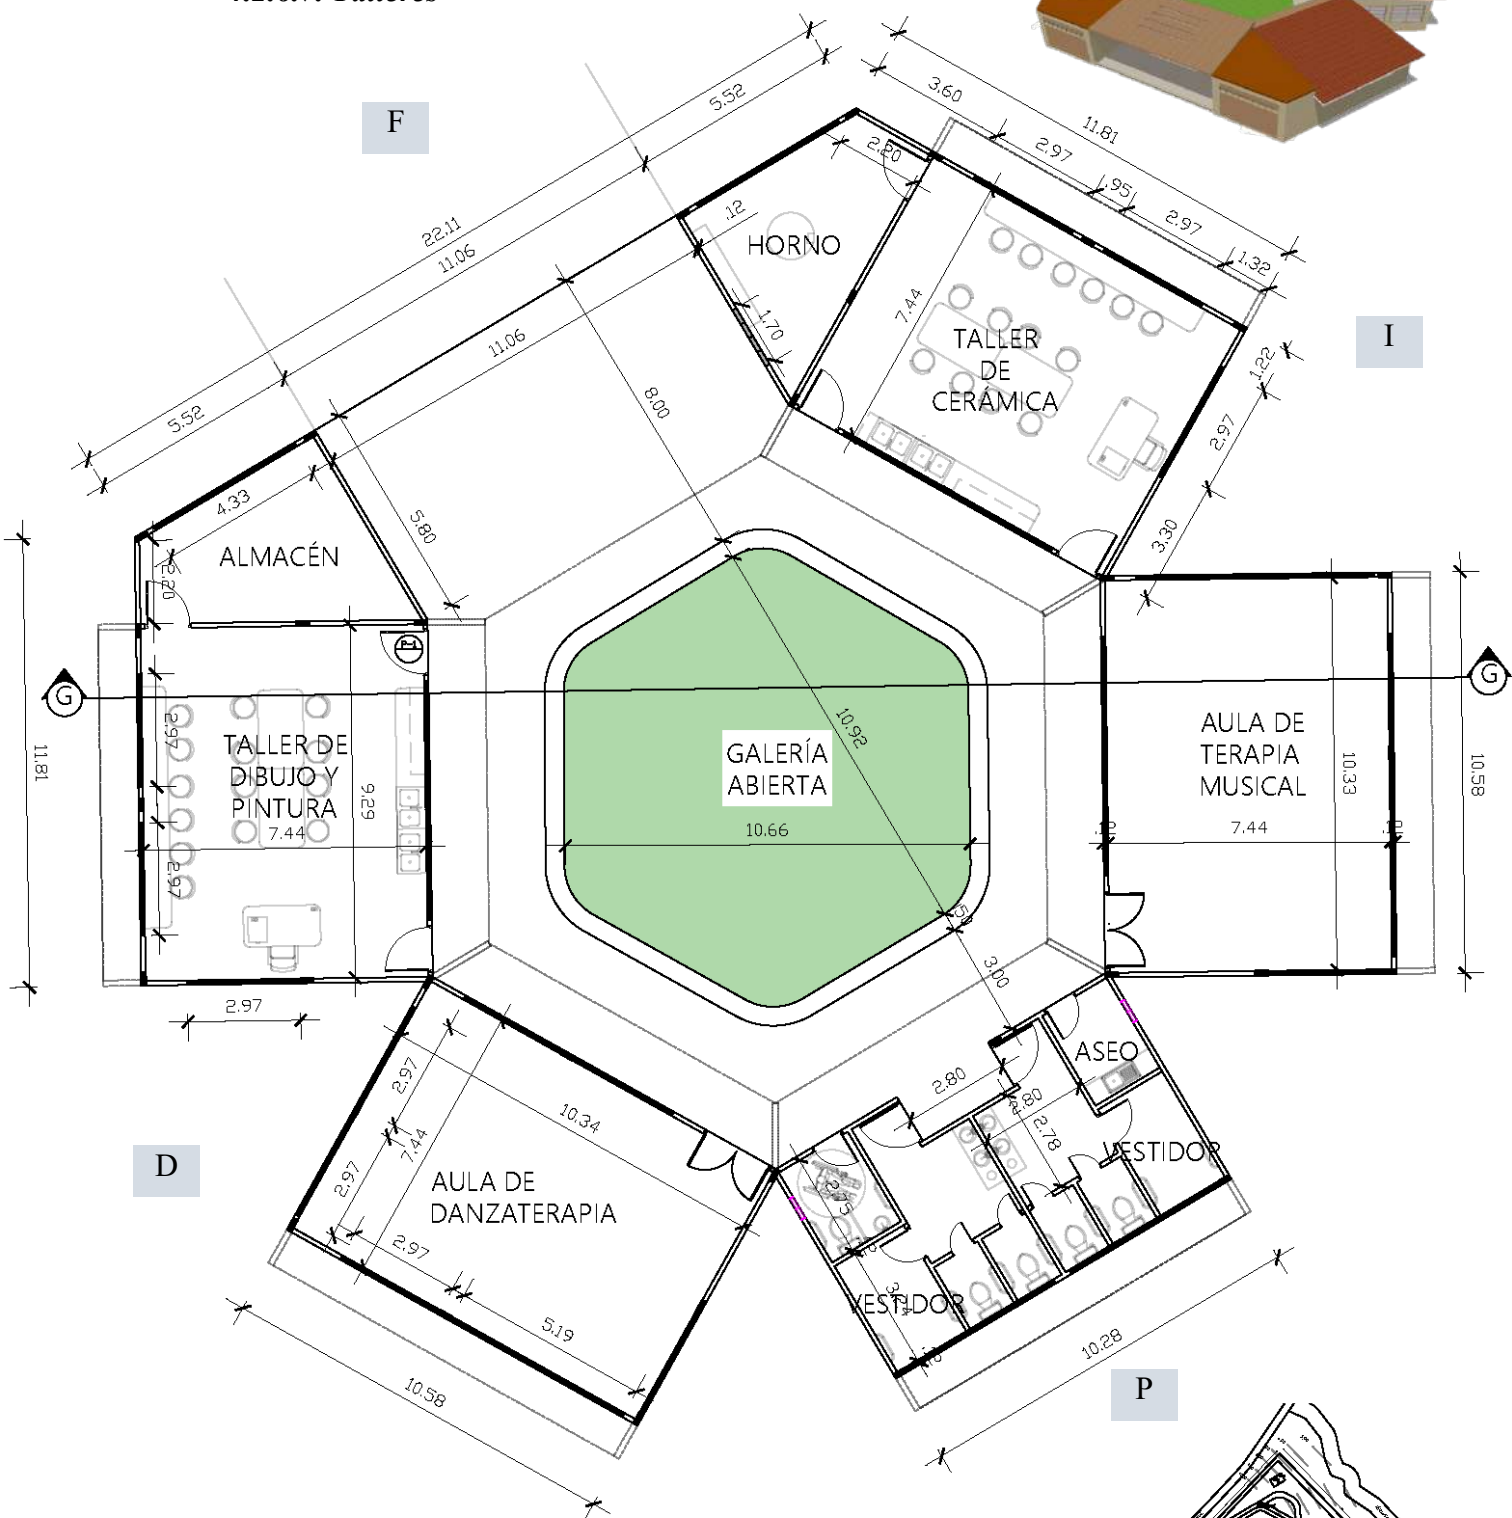 F
5.52
3.60
11.81
2.97
.95
2.97
1.32
22.11
11.06
2.20
.12
HORNO
I
11.06
1.70
7.44
TALLER
DE
CERÁMICA
1.22
2.97
3.30
5.52
8.00
4.33
5.80
ALMACÉN
2.20
P-1
G
G
11.81
2.97
TALLER DE
DIBUJO Y
PINTURA
7.44
9.29
2.97
GALERÍA
ABIERTA
10.92
10.66
AULA DE
TERAPIA
MUSICAL
10.33
10.58
7.44
2.97
3.00
ASEO
2.80
2.78
VESTIDOR
2.97
10.34
7.44
2.97
D
AULA DE
DANZATERAPIA
2.97
5.19
10.58
VESTIDOR
10.28
P